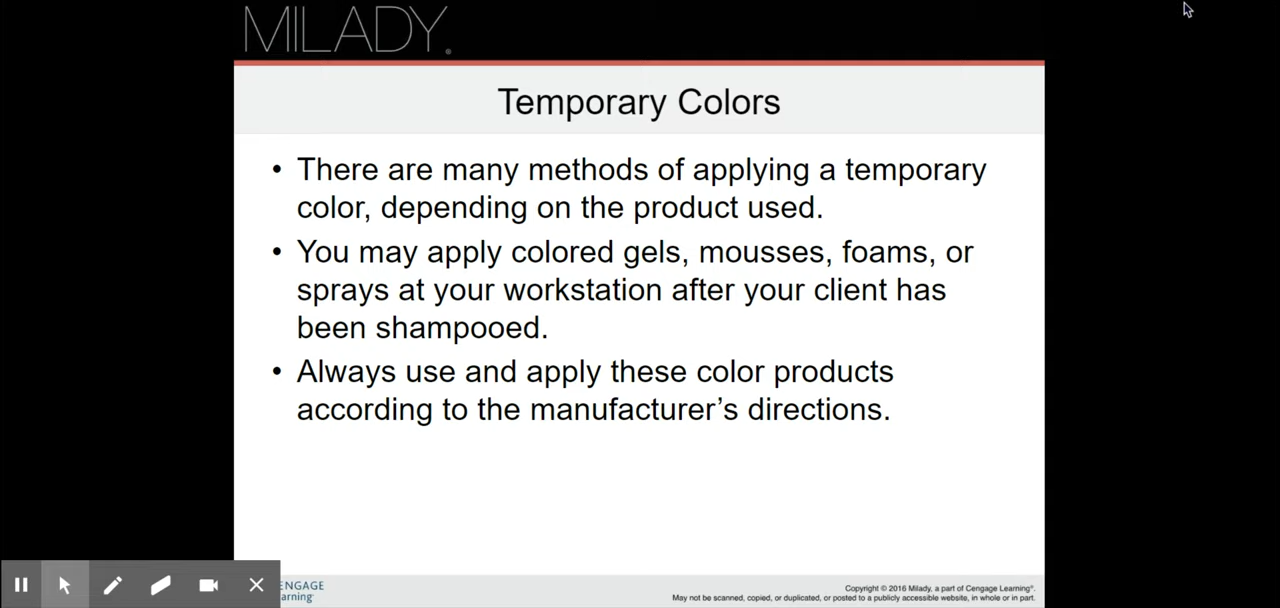 MILADY.
Temporary Colors
• There are many methods of applying a temporary
color, depending on the product used.
• You may apply colored gels, mousses, foams, or
sprays at your workstation after your client has
been shampooed.
• Always use and apply these color products
according to the manufacturer’s directions.
ENGAGE
arning
Copyright © 2016 Milady, a part of Cengage Learning®.
May not be scanned, copied, or duplicated, or posted to a publicly accessible website, in whole or in part.